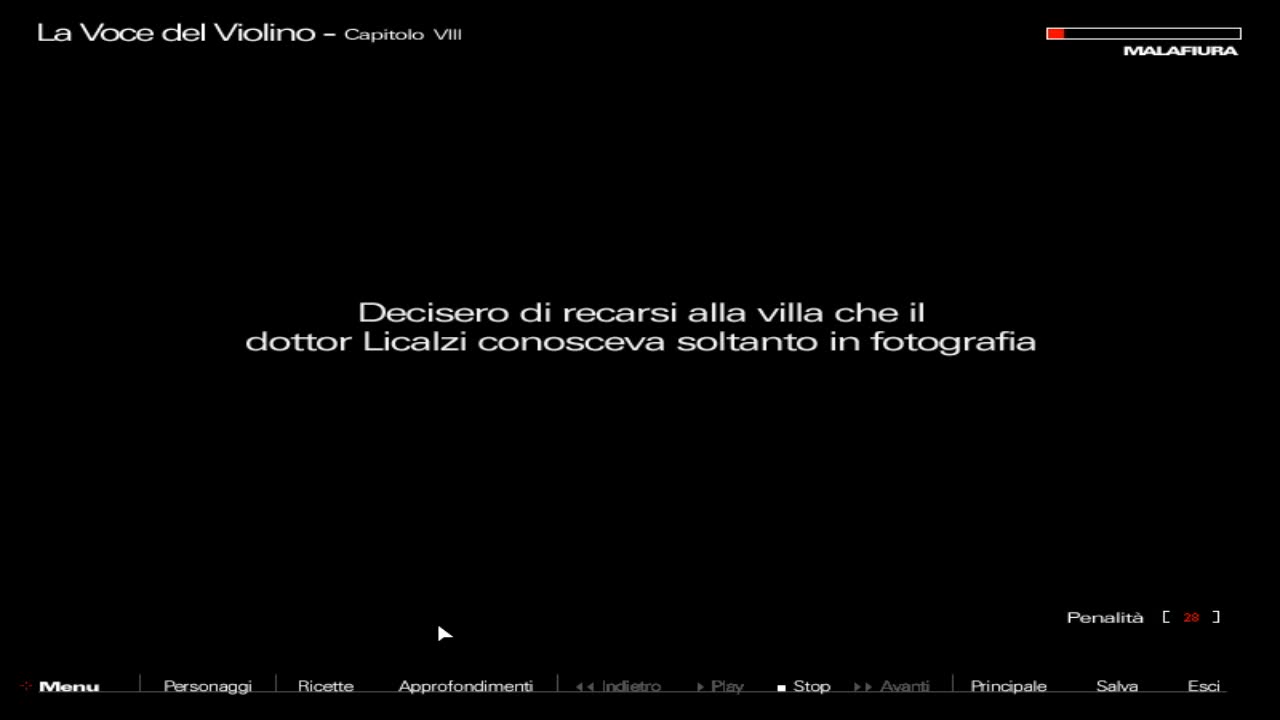 La Voce del Violino – Capitolo VIII
MALAFIURA
Decisero di recarsi alla villa che il
dottor Licalzi conosceva soltanto in fotografia
Penalità [ 28 ]
Menu Personaggi Ricette Approfondimenti Indietro Play Stop Avanti Principale Salva Esci